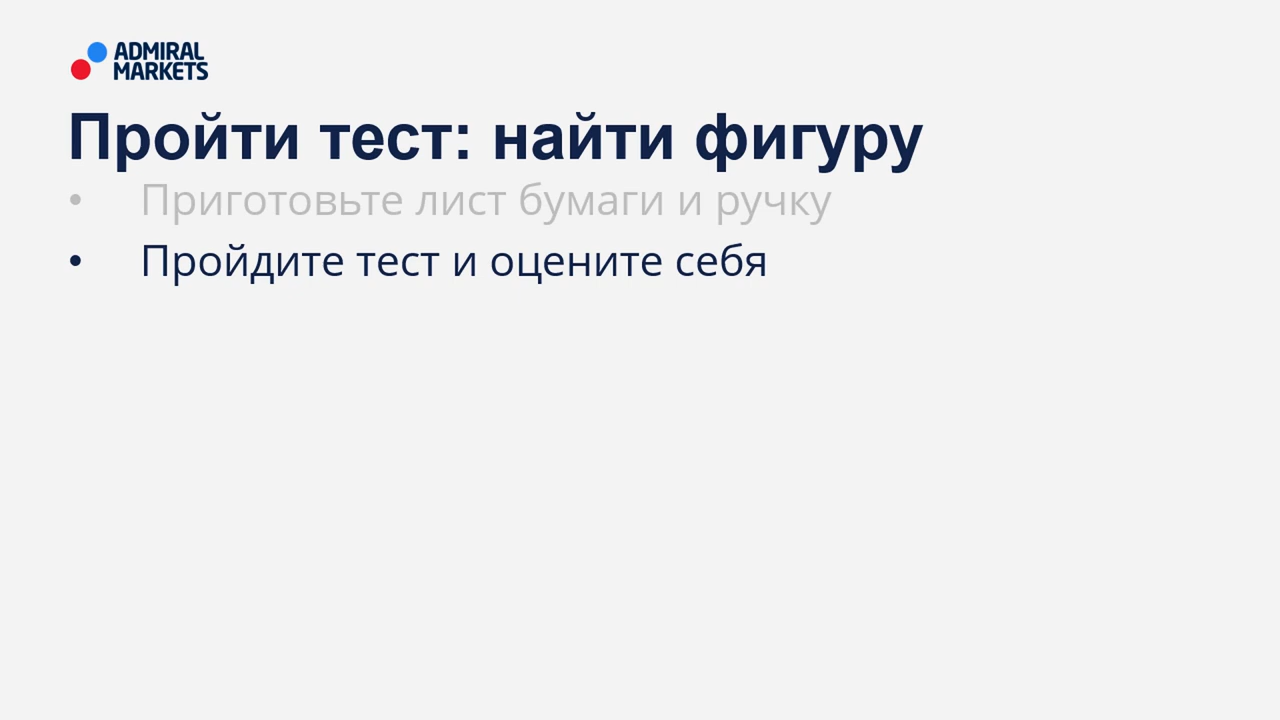 ADMIRAL
MARKETS
Пройти тест: найти фигуру
• Приготовьте лист бумаги и ручку
• Пройдите тест и оцените себя